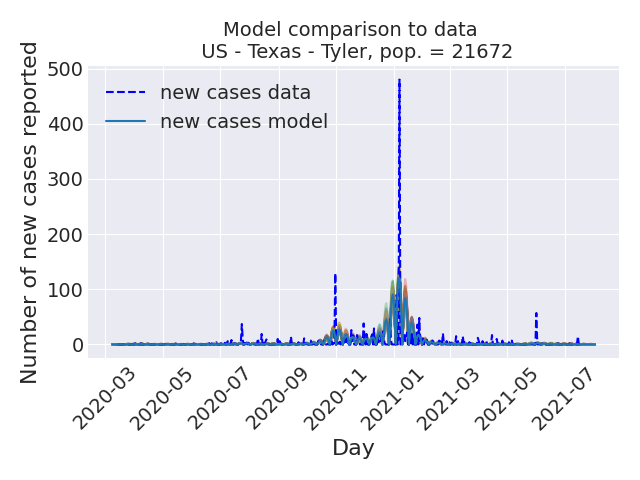 Model comparison to data
US - Texas - Tyler, pop. = 21672
Number of new cases reported
500
400
300
200
100
0
new cases data
new cases model
2020-03
2020-05
2020-07
2020-09
2020-11
2021-01
2021-03
2021-05
2021-07
Day